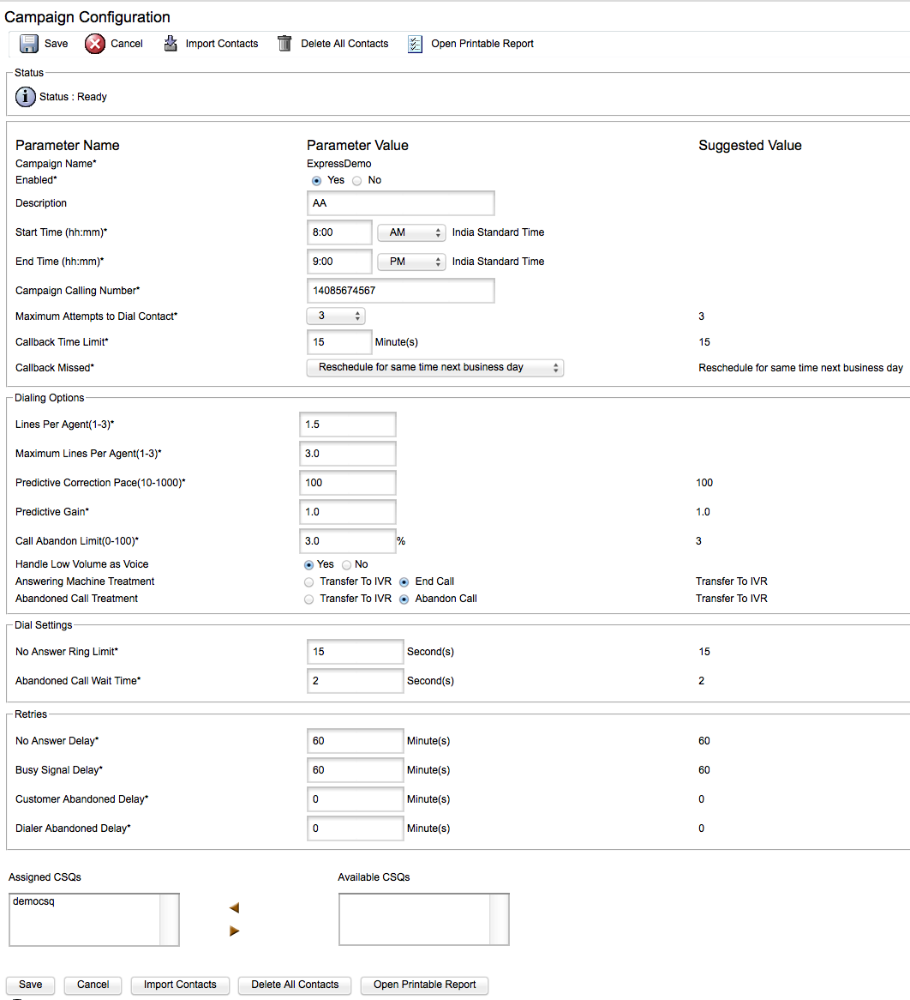 Campaign Configuration
Save Cancel Import Contacts Delete All Contacts Open Printable Report
Status
Status : Ready
Parameter Name Parameter Value Suggested Value
Campaign Name* ExpressDemo
Enabled* Yes No
Description AA
Start Time (hh:mm)* 8:00 AM India Standard Time
End Time (hh:mm)* 9:00 PM India Standard Time
Campaign Calling Number* 14085674567
Maximum Attempts to Dial Contact* 3 3
Callback Time Limit* 15 Minute(s) 15
Callback Missed* Reschedule for same time next business day Reschedule for same time next business day
Dialing Options
Lines Per Agent(1-3)* 1.5
Maximum Lines Per Agent(1-3)* 3.0
Predictive Correction Pace(10-1000)* 100 100
Predictive Gain* 1.0 1.0
Call Abandon Limit(0-100)* 3.0 % 3
Handle Low Volume as Voice Yes No
Answering Machine Treatment Transfer To IVR End Call Transfer To IVR
Abandoned Call Treatment Transfer To IVR Abandon Call Transfer To IVR
Dial Settings
No Answer Ring Limit* 15 Second(s) 15
Abandoned Call Wait Time* 2 Second(s) 2
Retries
No Answer Delay* 60 Minute(s) 60
Busy Signal Delay* 60 Minute(s) 60
Customer Abandoned Delay* 0 Minute(s) 0
Dialer Abandoned Delay* 0 Minute(s) 0
Assigned CSQs Available CSQs
democsq
Save Cancel Import Contacts Delete All Contacts Open Printable Report